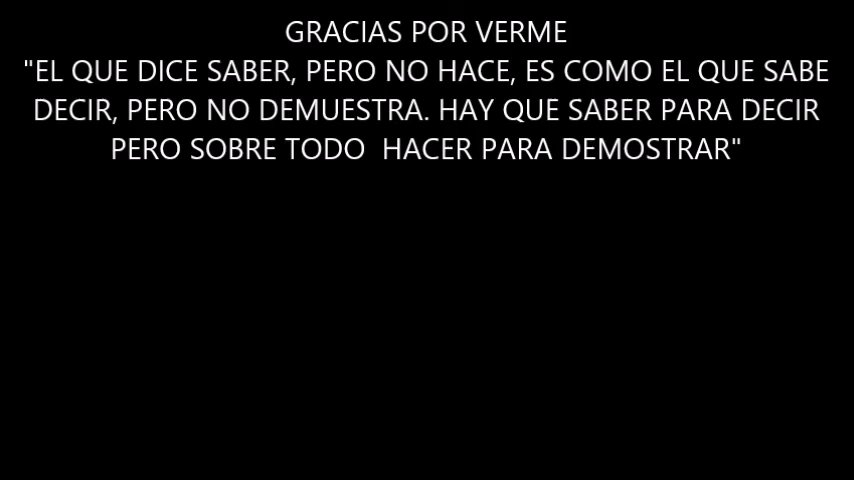 GRACIAS POR VERME
"EL QUE DICE SABER, PERO NO HACE, ES COMO EL QUE SABE
DECIR, PERO NO DEMUESTRA. HAY QUE SABER PARA DECIR
PERO SOBRE TODO  HACER PARA DEMOSTRAR"